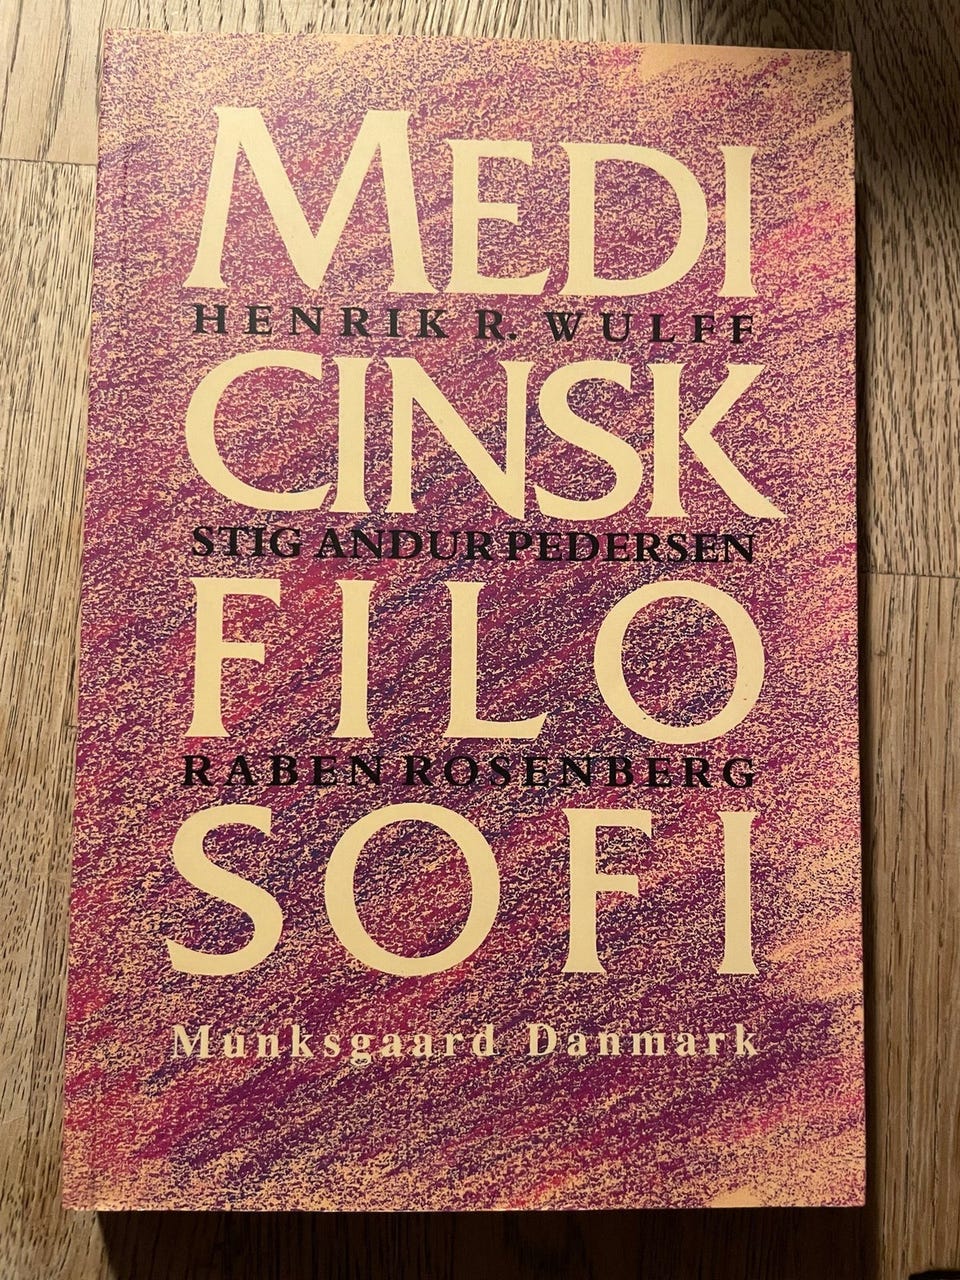 MEDI
HENRIK R. WULFF
CINSK
STIG ANDUR PEDERSEN
FILO
RABEN ROSENBERG
SOFI
Munksgaard Danmark